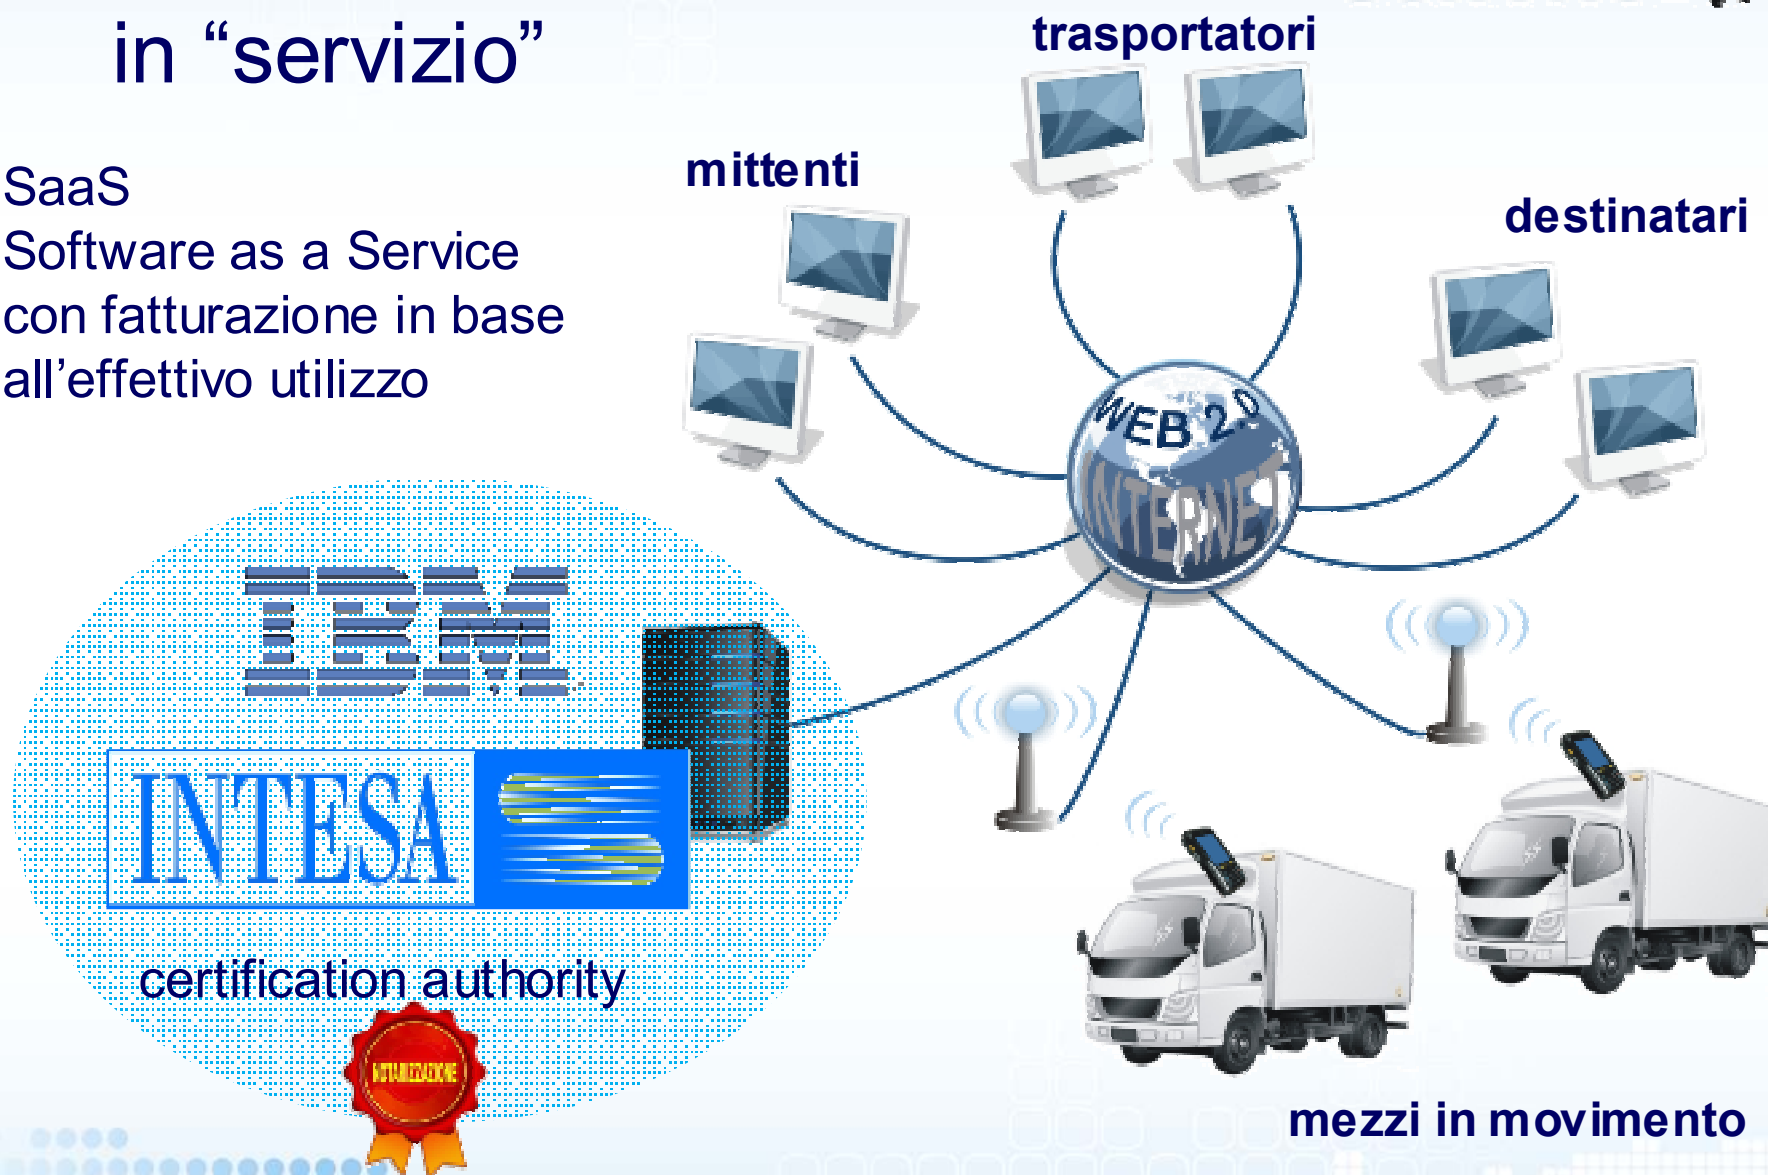 in “servizio”
SaaS
Software as a Service
con fatturazione in base
all’effettivo utilizzo
trasportatori
mittenti
destinatari
WEB 2.0
INTERNET
IBM
INTESA
certification authority
NOTARIZZAZIONE
mezzi in movimento